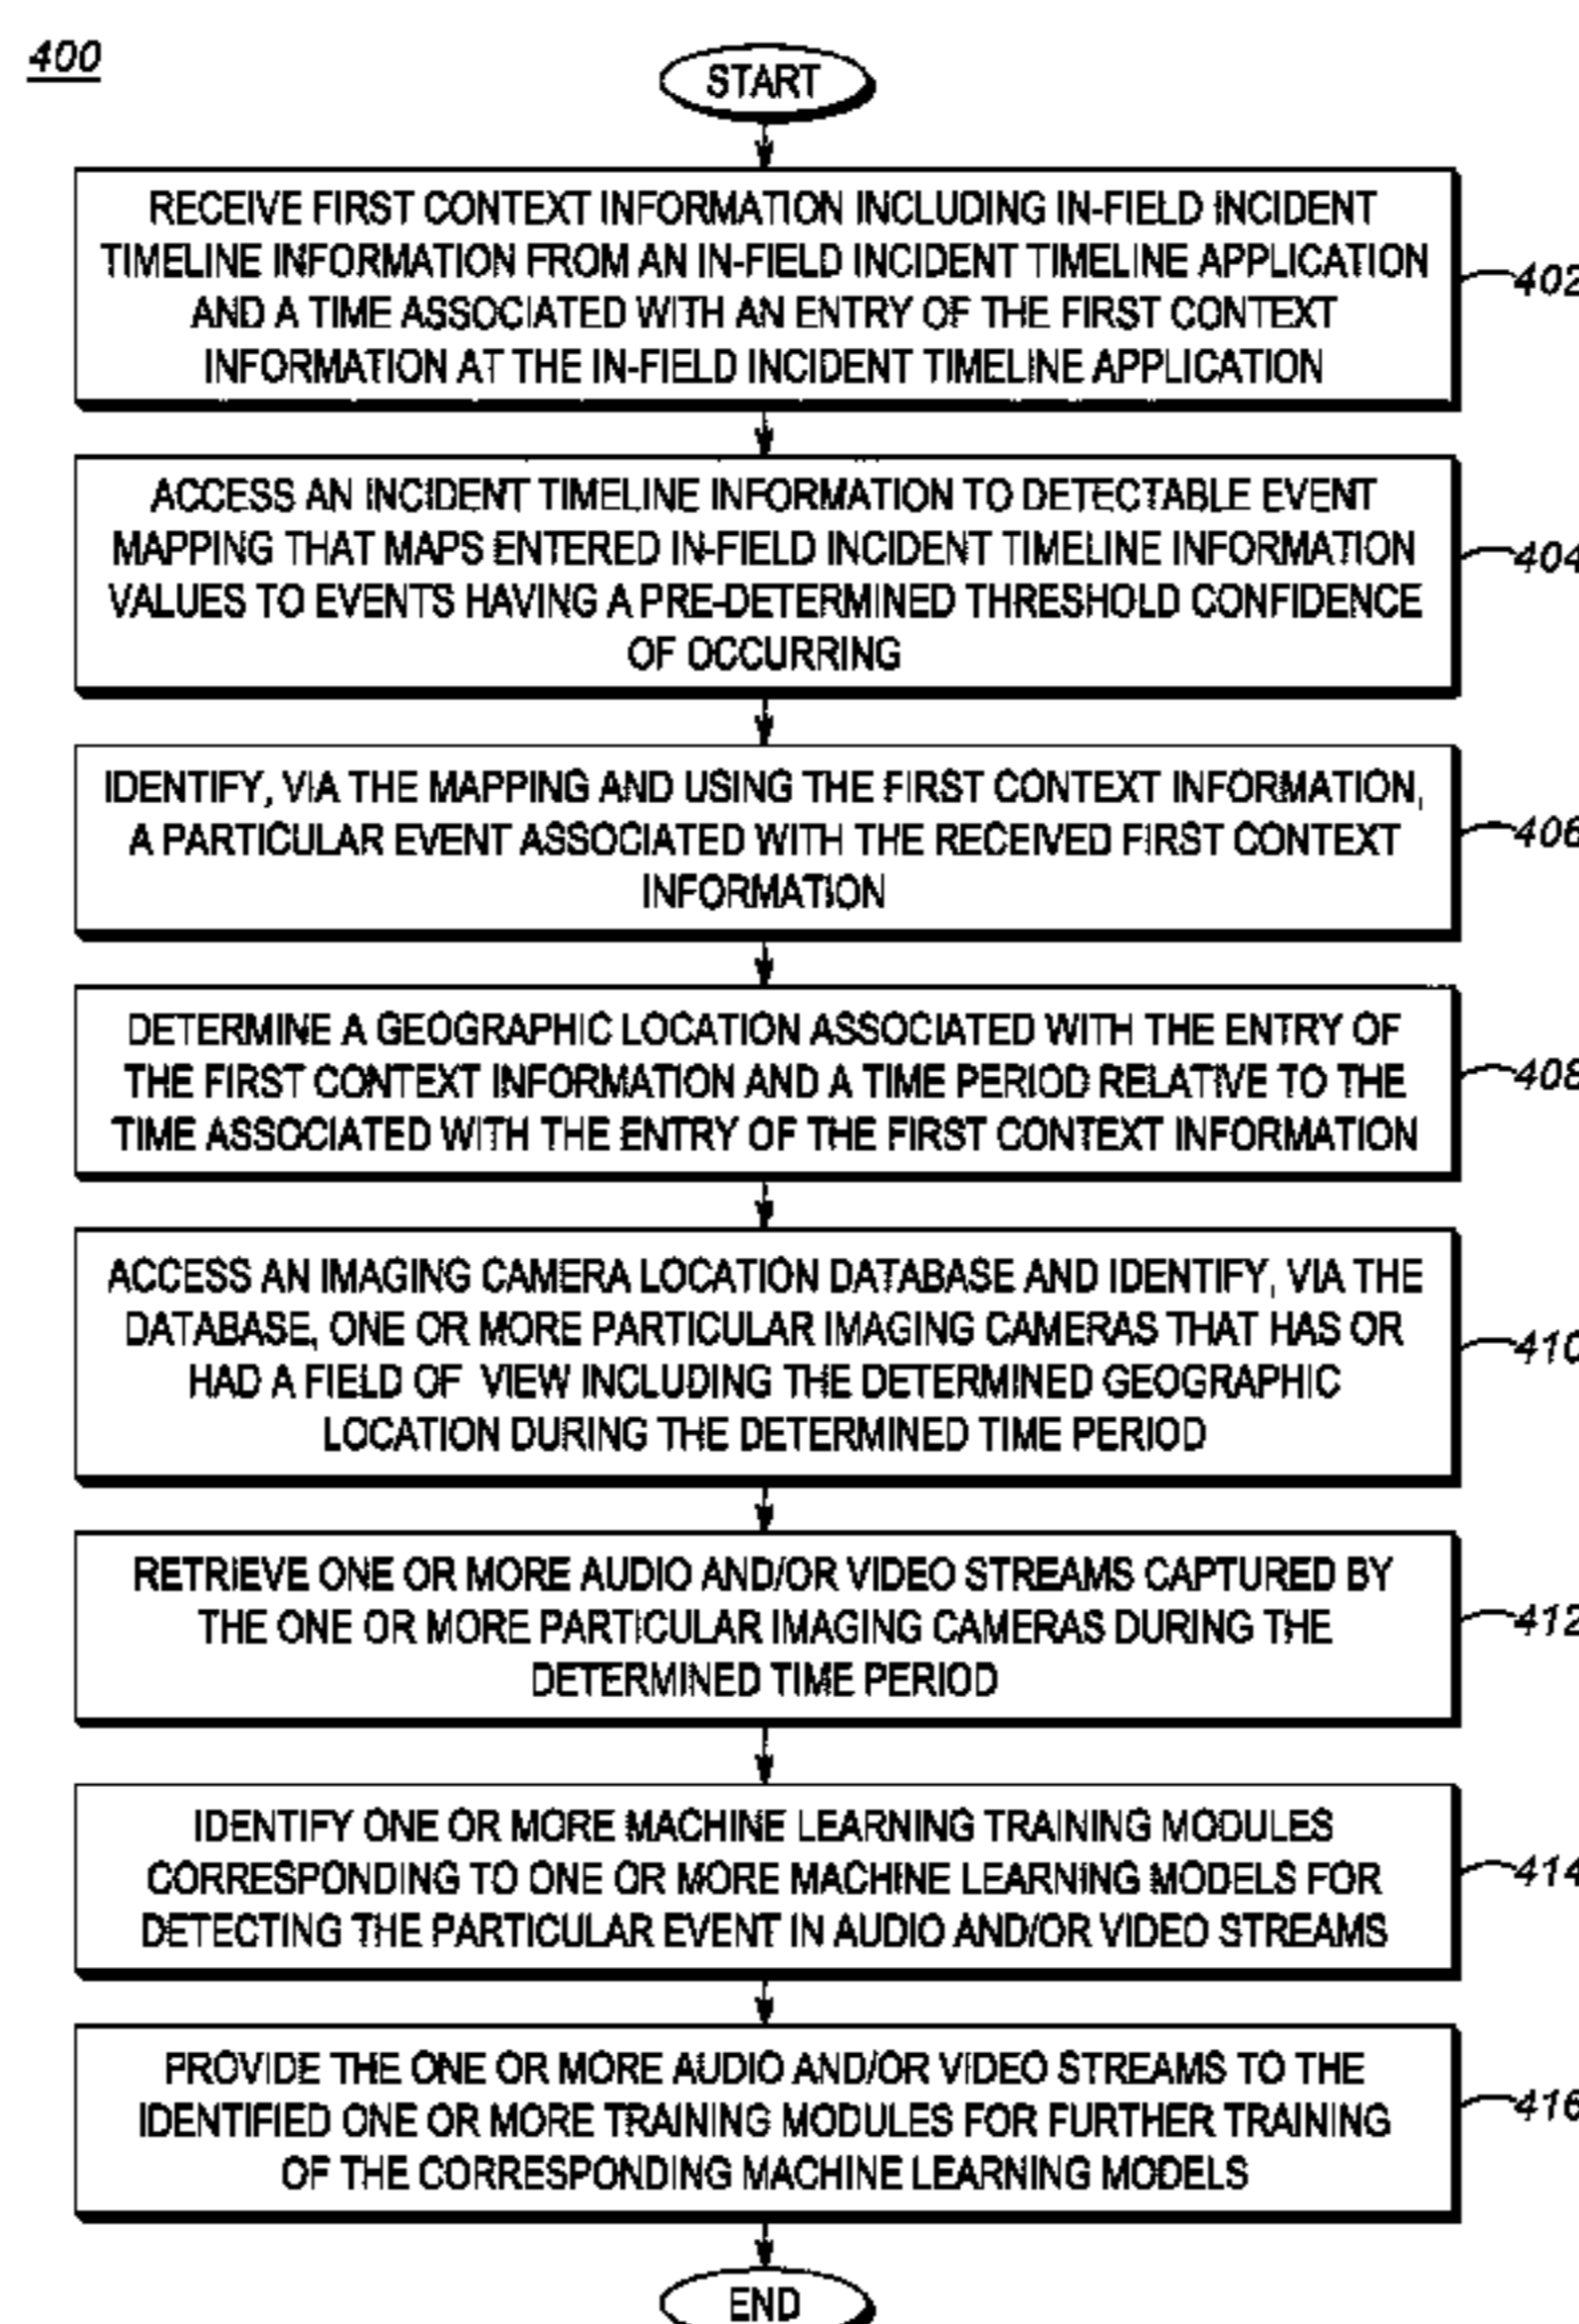 400
START
RECEIVE FIRST CONTEXT INFORMATION INCLUDING IN-FIELD INCIDENT
TIMELINE INFORMATION FROM AN IN-FIELD INCIDENT TIMELINE APPLICATION
AND A TIME ASSOCIATED WITH AN ENTRY OF THE FIRST CONTEXT
INFORMATION AT THE IN-FIELD INCIDENT TIMELINE APPLICATION
402
ACCESS AN INCIDENT TIMELINE INFORMATION TO DETECTABLE EVENT
MAPPING THAT MAPS ENTERED IN-FIELD INCIDENT TIMELINE INFORMATION
VALUES TO EVENTS HAVING A PRE-DETERMINED THRESHOLD CONFIDENCE
OF OCCURRING
404
IDENTIFY, VIA THE MAPPING AND USING THE FIRST CONTEXT INFORMATION,
A PARTICULAR EVENT ASSOCIATED WITH THE RECEIVED FIRST CONTEXT
INFORMATION
406
DETERMINE A GEOGRAPHIC LOCATION ASSOCIATED WITH THE ENTRY OF
THE FIRST CONTEXT INFORMATION AND A TIME PERIOD RELATIVE TO THE
TIME ASSOCIATED WITH THE ENTRY OF THE FIRST CONTEXT INFORMATION
408
ACCESS AN IMAGING CAMERA LOCATION DATABASE AND IDENTIFY, VIA THE
DATABASE, ONE OR MORE PARTICULAR IMAGING CAMERAS THAT HAS OR
HAD A FIELD OF VIEW INCLUDING THE DETERMINED GEOGRAPHIC
LOCATION DURING THE DETERMINED TIME PERIOD
410
RETRIEVE ONE OR MORE AUDIO AND/OR VIDEO STREAMS CAPTURED BY
THE ONE OR MORE PARTICULAR IMAGING CAMERAS DURING THE
DETERMINED TIME PERIOD
412
IDENTIFY ONE OR MORE MACHINE LEARNING TRAINING MODULES
CORRESPONDING TO ONE OR MORE MACHINE LEARNING MODELS FOR
DETECTING THE PARTICULAR EVENT IN AUDIO AND/OR VIDEO STREAMS
414
PROVIDE THE ONE OR MORE AUDIO AND/OR VIDEO STREAMS TO THE
IDENTIFIED ONE OR MORE TRAINING MODULES FOR FURTHER TRAINING
OF THE CORRESPONDING MACHINE LEARNING MODELS
416
END